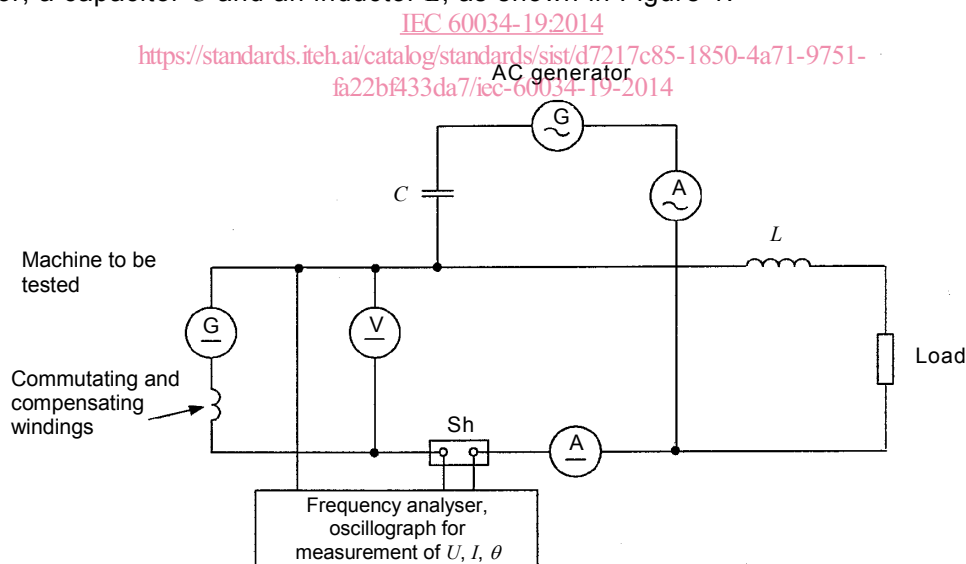 er, a capacitor C and an inductor L, as shown in Figure 1.
IEC 60034-19:2014
https://standards.iteh.ai/catalog/standards/sist/d7217c85-1850-4a71-9751-
fa22bf433da7/iec-60034-19-2014
AC generator
G
A
C
L
Machine to be
tested
G
V
Load
Commutating and
compensating
windings
Sh
A
Frequency analyser,
oscillograph for
measurement of U, I, θ